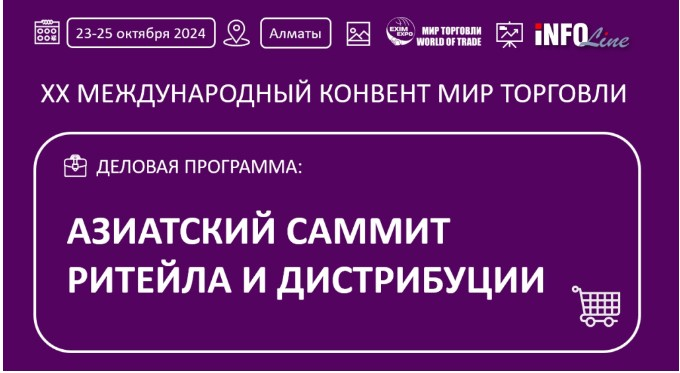 23-25 октября 2024
Алматы
EXIM EXPO
МИР ТОРГОВЛИ
WORLD OF TRADE
iNFOLine
XX МЕЖДУНАРОДНЫЙ КОНВЕНТ МИР ТОРГОВЛИ
ДЕЛОВАЯ ПРОГРАММА:
АЗИАТСКИЙ САММИТ
РИТЕЙЛА И ДИСТРИБУЦИИ